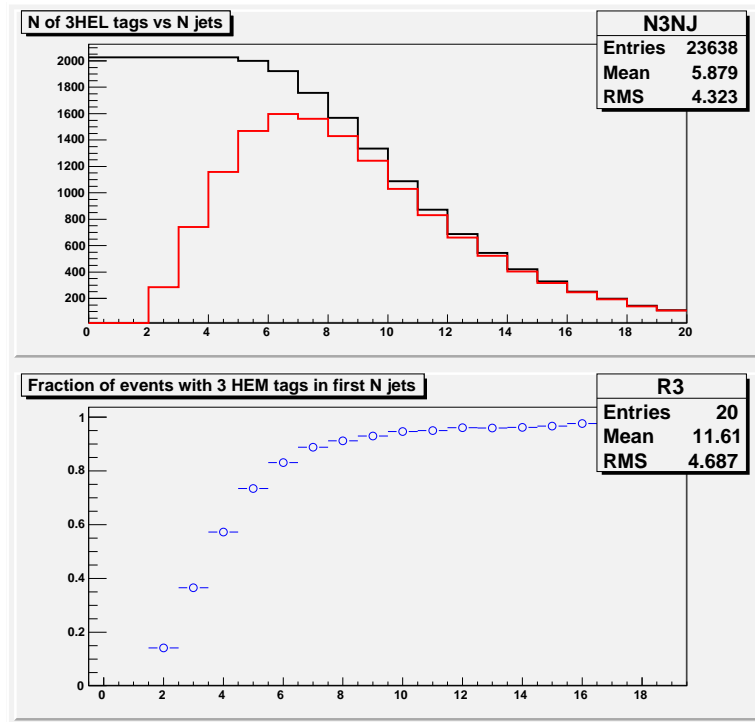 N of 3HEL tags vs N jets
N3NJ
Entries 23638
Mean 5.879
RMS 4.323
2000
1800
1600
1400
1200
1000
800
600
400
200
0 2 4 6 8 10 12 14 16 18 20
Fraction of events with 3 HEM tags in first N jets
R3
Entries 20
Mean 11.61
RMS 4.687
1
0.8
0.6
0.4
0.2
0
0 2 4 6 8 10 12 14 16 18